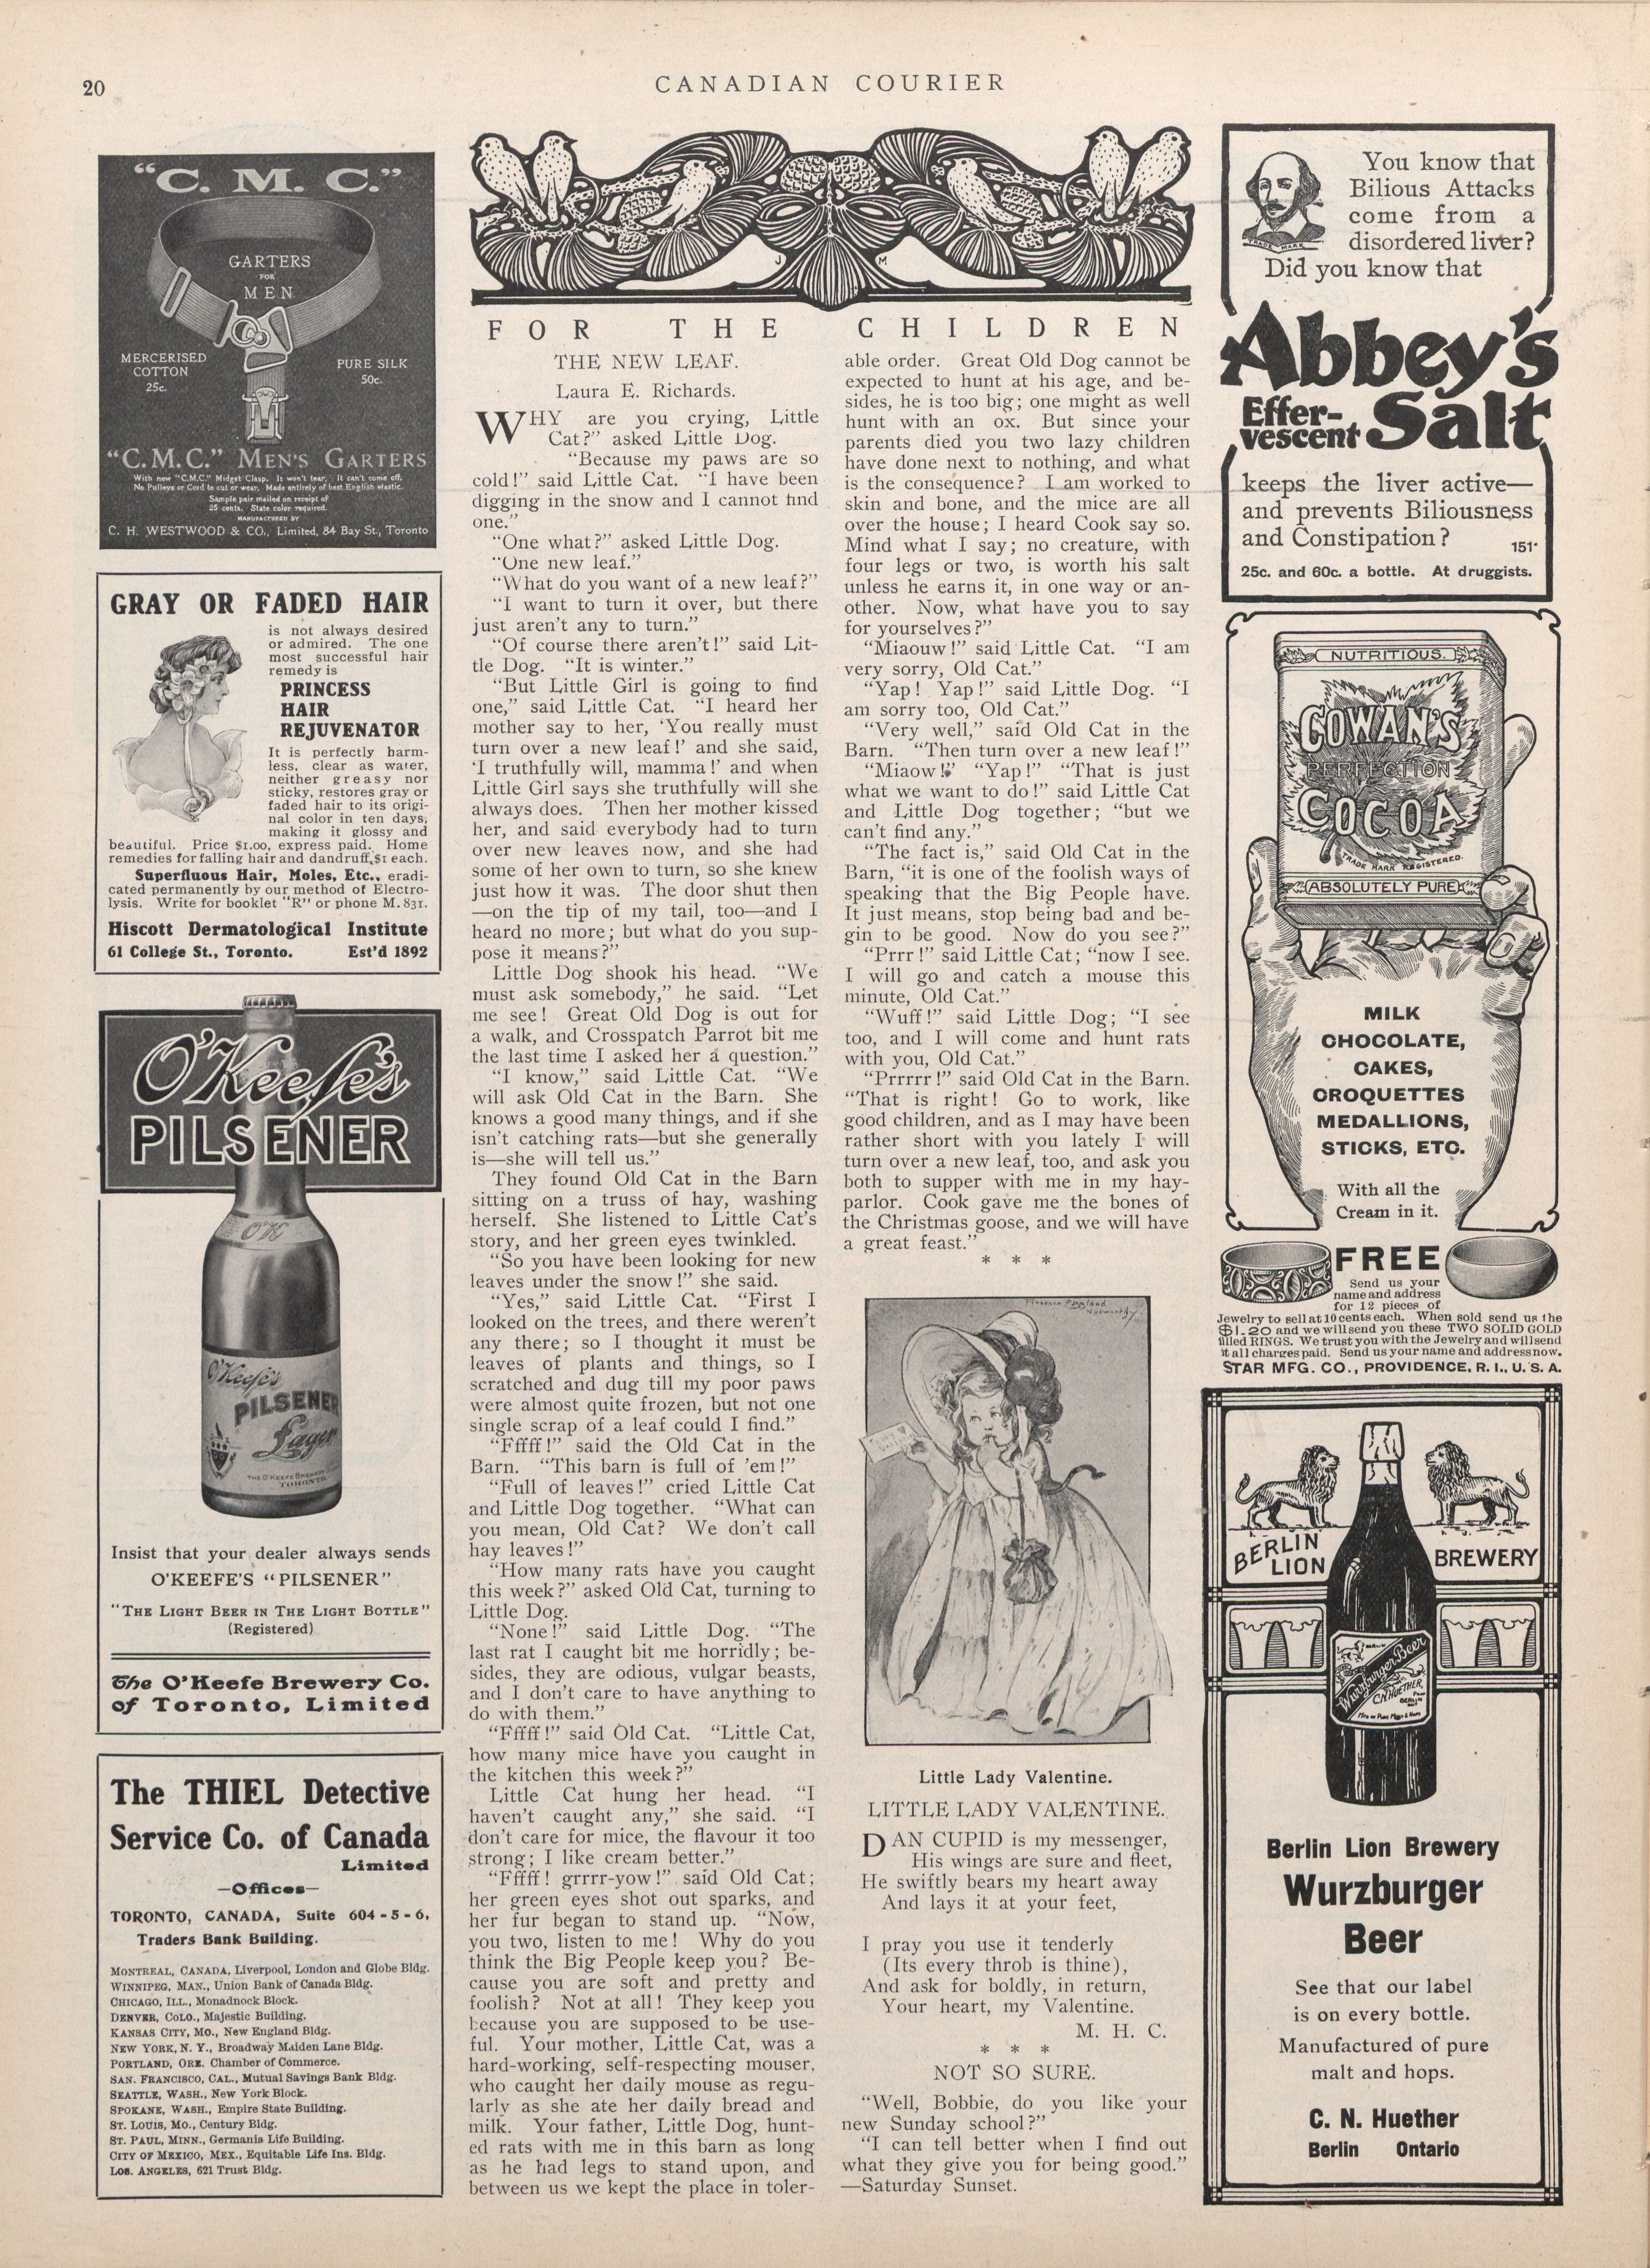 20
CANADIAN COURIER
"C. M. C."
GARTERS
FOR
MEN
MERCERISED
COTTON
25c.
PURE SILK
50c.
"C.M.C." MEN'S GARTERS
With new "C.M.C." Midget Clasp. It won't tear. It can't come off.
No Pulleys or Cord to cut or wear. Made entirely of best English elastic.
Sample pair mailed on receipt of
25 cents. State color required.
MANUFACTURED BY
C. H. WESTWOOD & CO., Limited, 84 Bay St., Toronto
GRAY OR FADED HAIR
is not always desired
or admired. The one
most successful hair
remedy is
PRINCESS
HAIR
REJUVENATOR
It is perfectly harm-
less, clear as water,
neither greasy nor
sticky, restores gray or
faded hair to its origi-
nal color in ten days,
making it glossy and
beautiful. Price $1.00, express paid. Home
remedies for falling hair and dandruff, $1 each.
Superfluous Hair, Moles, Etc., eradi-
cated permanently by our method of Electro-
lysis. Write for booklet "R" or phone M. 831.
Hiscott Dermatological Institute
61 College St., Toronto. Est'd 1892
O'Keefe's
PILSENER
OK
O'Keefe's
PILSENER
Lager
THE O'KEEFE BREWERY
TORONTO.
Insist that your dealer always sends
O'KEEFE'S "PILSENER"
"THE LIGHT BEER IN THE LIGHT BOTTLE"
(Registered)
The O'Keefe Brewery Co.
of Toronto, Limited
The THIEL Detective
Service Co. of Canada
Limited
—Offices—
TORONTO, CANADA, Suite 604-5-6,
Traders Bank Building.
MONTREAL, CANADA, Liverpool, London and Globe Bldg.
WINNIPEG, MAN., Union Bank of Canada Bldg.
CHICAGO, ILL., Monadnock Block.
DENVER, COLO., Majestic Building.
KANSAS CITY, MO., New England Bldg.
NEW YORK, N. Y., Broadway Maiden Lane Bldg.
PORTLAND, ORE. Chamber of Commerce.
SAN. FRANCISCO, CAL., Mutual Savings Bank Bldg.
SEATTLE, WASH., New York Block.
SPOKANE, WASH., Empire State Building.
ST. LOUIS, MO., Century Bldg.
ST. PAUL, MINN., Germania Life Building.
CITY OF MEXICO, MEX., Equitable Life Ins. Bldg.
LOS. ANGELES, 621 Trust Bldg.
J M
FOR THE CHILDREN
THE NEW LEAF.
Laura E. Richards.
WHY are you crying, Little
Cat?" asked Little Dog.
"Because my paws are so
cold!" said Little Cat. "I have been
digging in the snow and I cannot find
one."
"One what?" asked Little Dog.
"One new leaf."
"What do you want of a new leaf?"
"I want to turn it over, but there
just aren't any to turn."
"Of course there aren't!" said Lit-
tle Dog. "It is winter."
"But Little Girl is going to find
one," said Little Cat. "I heard her
mother say to her, 'You really must
turn over a new leaf!' and she said,
'I truthfully will, mamma!' and when
Little Girl says she truthfully will she
always does. Then her mother kissed
her, and said everybody had to turn
over new leaves now, and she had
some of her own to turn, so she knew
just how it was. The door shut then
—on the tip of my tail, too—and I
heard no more; but what do you sup-
pose it means?"
Little Dog shook his head. "We
must ask somebody," he said. "Let
me see! Great Old Dog is out for
a walk, and Crosspatch Parrot bit me
the last time I asked her a question."
"I know," said Little Cat. "We
will ask Old Cat in the Barn. She
knows a good many things, and if she
isn't catching rats—but she generally
is—she will tell us."
They found Old Cat in the Barn
sitting on a truss of hay, washing
herself. She listened to Little Cat's
story, and her green eyes twinkled.
"So you have been looking for new
leaves under the snow!" she said.
"Yes," said Little Cat. "First I
looked on the trees, and there weren't
any there; so I thought it must be
leaves of plants and things, so I
scratched and dug till my poor paws
were almost quite frozen, but not one
single scrap of a leaf could I find."
"Fffff!" said the Old Cat in the
Barn. "This barn is full of 'em!"
"Full of leaves!" cried Little Cat
and Little Dog together. "What can
you mean, Old Cat? We don't call
hay leaves!"
"How many rats have you caught
this week?" asked Old Cat, turning to
Little Dog.
"None!" said Little Dog. "The
last rat I caught bit me horridly; be-
sides, they are odious, vulgar beasts,
and I don't care to have anything to
do with them."
"Fffff!" said Old Cat. "Little Cat,
how many mice have you caught in
the kitchen this week?"
Little Cat hung her head. "I
haven't caught any," she said. "I
don't care for mice, the flavour it too
strong; I like cream better."
"Fffff! grrrr-yow!" said Old Cat;
her green eyes shot out sparks, and
her fur began to stand up. "Now,
you two, listen to me! Why do you
think the Big People keep you? Be-
cause you are soft and pretty and
foolish? Not at all! They keep you
because you are supposed to be use-
ful. Your mother, Little Cat, was a
hard-working, self-respecting mouser,
who caught her daily mouse as regu-
larly as she ate her daily bread and
milk. Your father, Little Dog, hunt-
ed rats with me in this barn as long
as he had legs to stand upon, and
between us we kept the place in toler-
able order. Great Old Dog cannot be
expected to hunt at his age, and be-
sides, he is too big; one might as well
hunt with an ox. But since your
parents died you two lazy children
have done next to nothing, and what
is the consequence? I am worked to
skin and bone, and the mice are all
over the house; I heard Cook say so.
Mind what I say; no creature, with
four legs or two, is worth his salt
unless he earns it, in one way or an-
other. Now, what have you to say
for yourselves?"
"Miaouw!" said Little Cat. "I am
very sorry, Old Cat."
"Yap! Yap!" said Little Dog. "I
am sorry too, Old Cat."
"Very well," said Old Cat in the
Barn. "Then turn over a new leaf!"
"Miaow!" "Yap!" "That is just
what we want to do!" said Little Cat
and Little Dog together; "but we
can't find any."
"The fact is," said Old Cat in the
Barn, "it is one of the foolish ways of
speaking that the Big People have.
It just means, stop being bad and be-
gin to be good. Now do you see?"
"Prrr!" said Little Cat; "now I see.
I will go and catch a mouse this
minute, Old Cat."
"Wuff!" said Little Dog; "I see
too, and I will come and hunt rats
with you, Old Cat."
"Prrrrr!" said Old Cat in the Barn.
"That is right! Go to work, like
good children, and as I may have been
rather short with you lately I will
turn over a new leaf, too, and ask you
both to supper with me in my hay-
parlor. Cook gave me the bones of
the Christmas goose, and we will have
a great feast."
* * *
Little Lady Valentine.
LITTLE LADY VALENTINE.
DAN CUPID is my messenger,
His wings are sure and fleet,
He swiftly bears my heart away
And lays it at your feet,
I pray you use it tenderly
(Its every throb is thine),
And ask for boldly, in return,
Your heart, my Valentine.
M. H. C.
* * *
NOT SO SURE.
"Well, Bobbie, do you like your
new Sunday school?"
"I can tell better when I find out
what they give you for being good."
—Saturday Sunset.
You know that
Bilious Attacks
come from a
disordered liver?
Did you know that
TRADE MARK
Abbey's
Effer-
vescent Salt
keeps the liver active—
and prevents Biliousness
and Constipation? 151
25c. and 60c. a bottle. At druggists.
NUTRITIOUS.
COWAN'S
PERFECTION
COCOA
TRADE MARK REGISTERED.
ABSOLUTELY PURE
MILK
CHOCOLATE,
CAKES,
CROQUETTES
MEDALLIONS,
STICKS, ETC.
With all the
Cream in it.
FREE
Send us your
name and address
for 12 pieces of
Jewelry to sell at 10 cents each. When sold send us the
$1.20 and we will send you these TWO SOLID GOLD
filled RINGS. We trust you with the Jewelry and will send
it all charges paid. Send us your name and address now.
STAR MFG. CO., PROVIDENCE, R. I., U. S. A.
BERLIN
LION
BREWERY
Wurzburger Beer
C.N. HUETHER,
BERLIN
Berlin Lion Brewery
Wurzburger
Beer
See that our label
is on every bottle.
Manufactured of pure
malt and hops.
C. N. Huether
Berlin Ontario